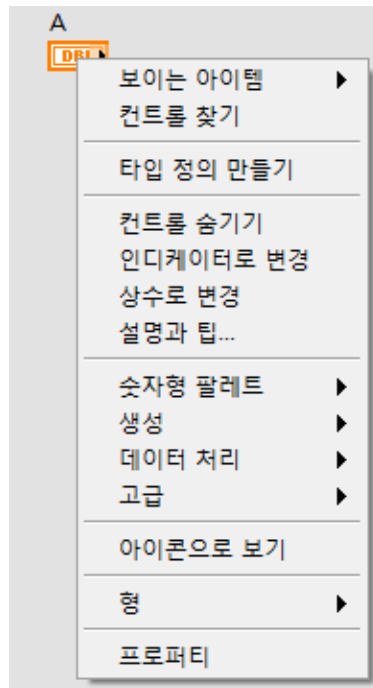 A
DBL
보이는 아이템
컨트롤 찾기
타입 정의 만들기
컨트롤 숨기기
인디케이터로 변경
상수로 변경
설명과 팁...
숫자형 팔레트
생성
데이터 처리
고급
아이콘으로 보기
형
프로퍼티